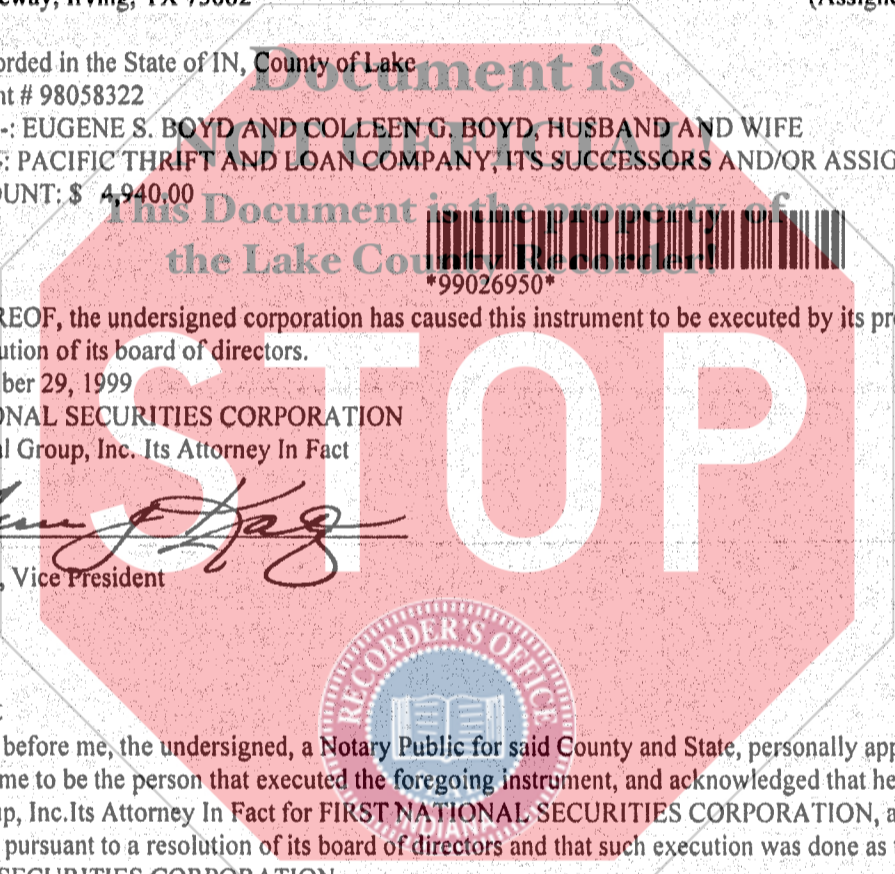 orded in the State of IN, County of Lake
Document is
nt # 98058322
-: EUGENE S. BOYD AND COLLEEN G. BOYD, HUSBAND AND WIFE
NOT OFFICIAL!
: PACIFIC THRIFT AND LOAN COMPANY, ITS SUCCESSORS AND/OR ASSIG
OUNT: $ 4,940.00
This Document is the property of
the Lake County Recorder!
*99026950*
REOF, the undersigned corporation has caused this instrument to be executed by its pr
ution of its board of directors.
ber 29, 1999
ONAL SECURITIES CORPORATION
al Group, Inc. Its Attorney In Fact
STOP
, Vice President
RECORDER'S OFFICE
before me, the undersigned, a Notary Public for said County and State, personally app
me to be the person that executed the foregoing instrument, and acknowledged that he
up, Inc.Its Attorney In Fact for FIRST NATIONAL SECURITIES CORPORATION, a
INDIANA
pursuant to a resolution of its board of directors and that such execution was done as
SECURITIES CORPORATION